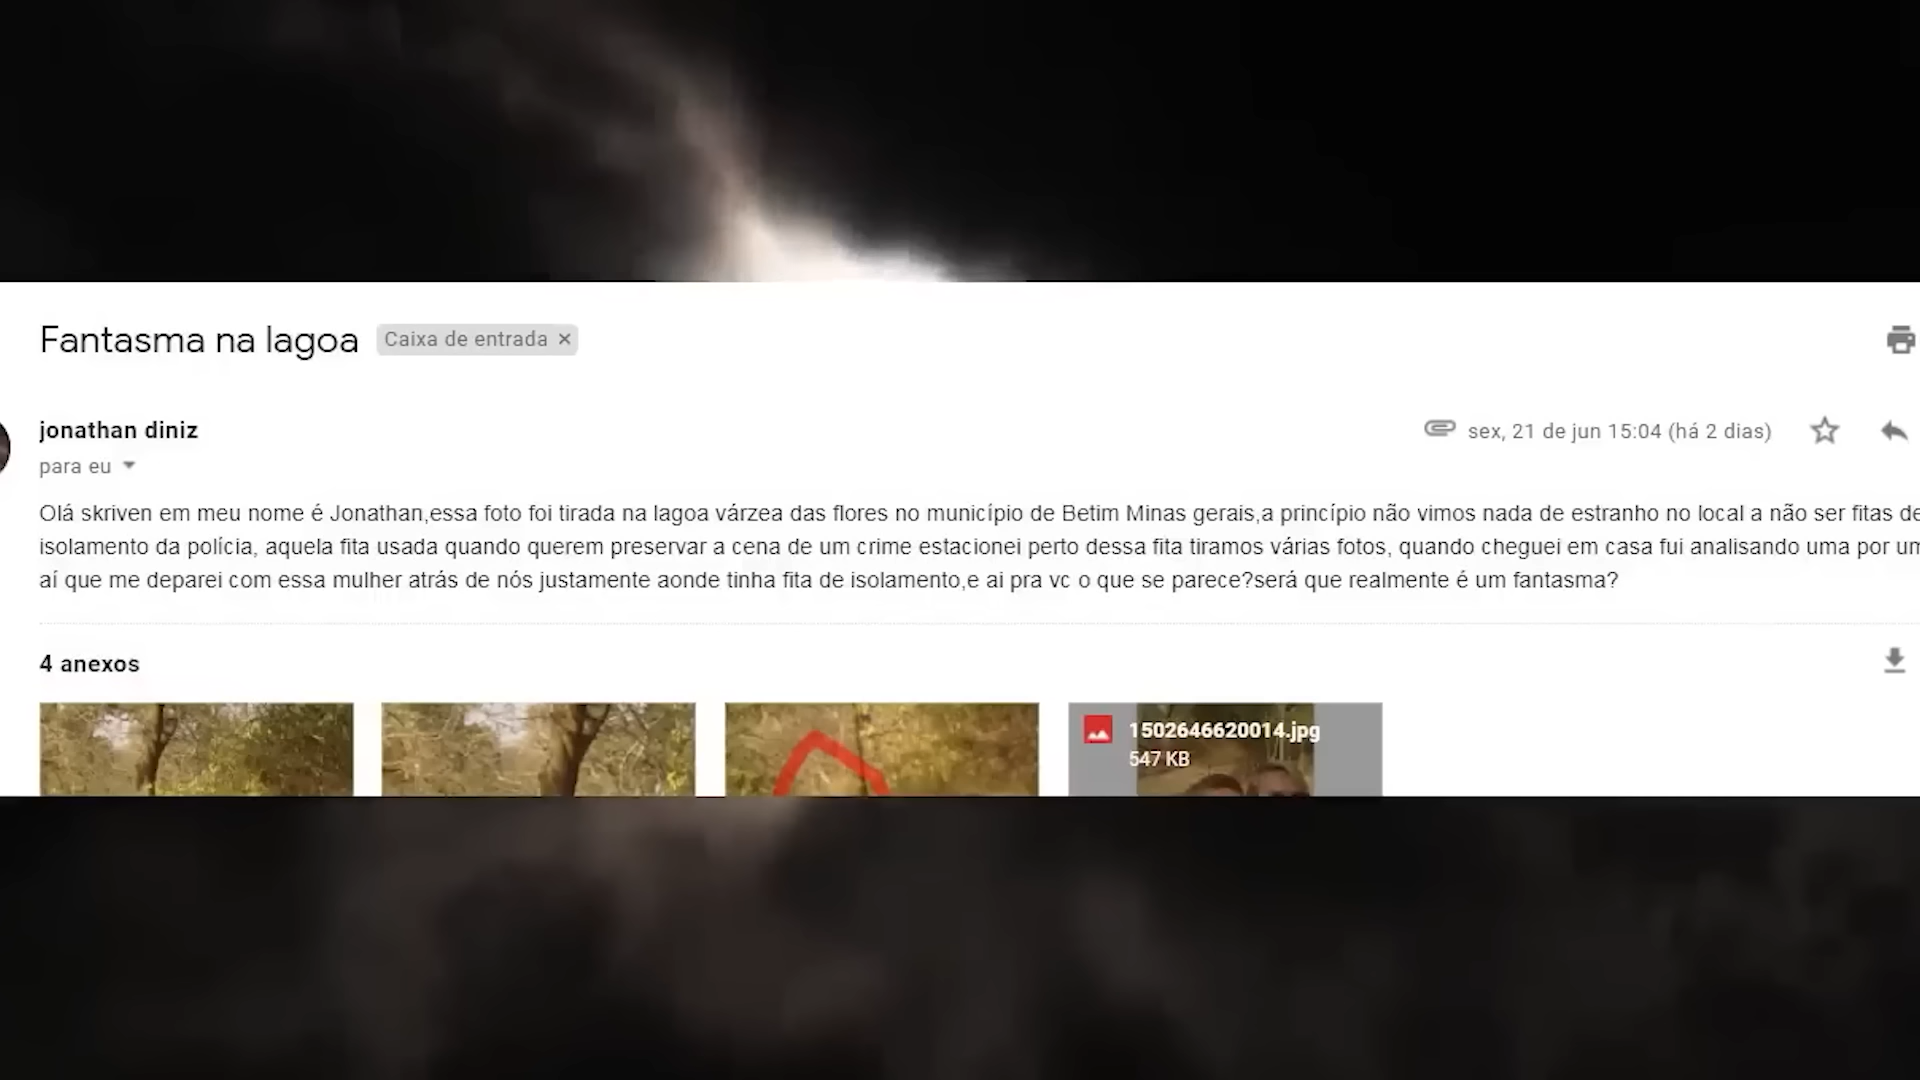 Fantasma na lagoa Caixa de entrada
jonathan diniz
sex, 21 de jun 15:04 (há 2 dias)
para eu
Olá skriven em meu nome é Jonathan,essa foto foi tirada na lagoa várzea das flores no município de Betim Minas gerais,a princípio não vimos nada de estranho no local a não ser fitas de
isolamento da polícia, aquela fita usada quando querem preservar a cena de um crime estacionei perto dessa fita tiramos várias fotos, quando cheguei em casa fui analisando uma por
aí que me deparei com essa mulher atrás de nós justamente aonde tinha fita de isolamento,e ai pra vc o que se parece?será que realmente é um fantasma?
4 anexos
1502646620014.jpg
547 KB